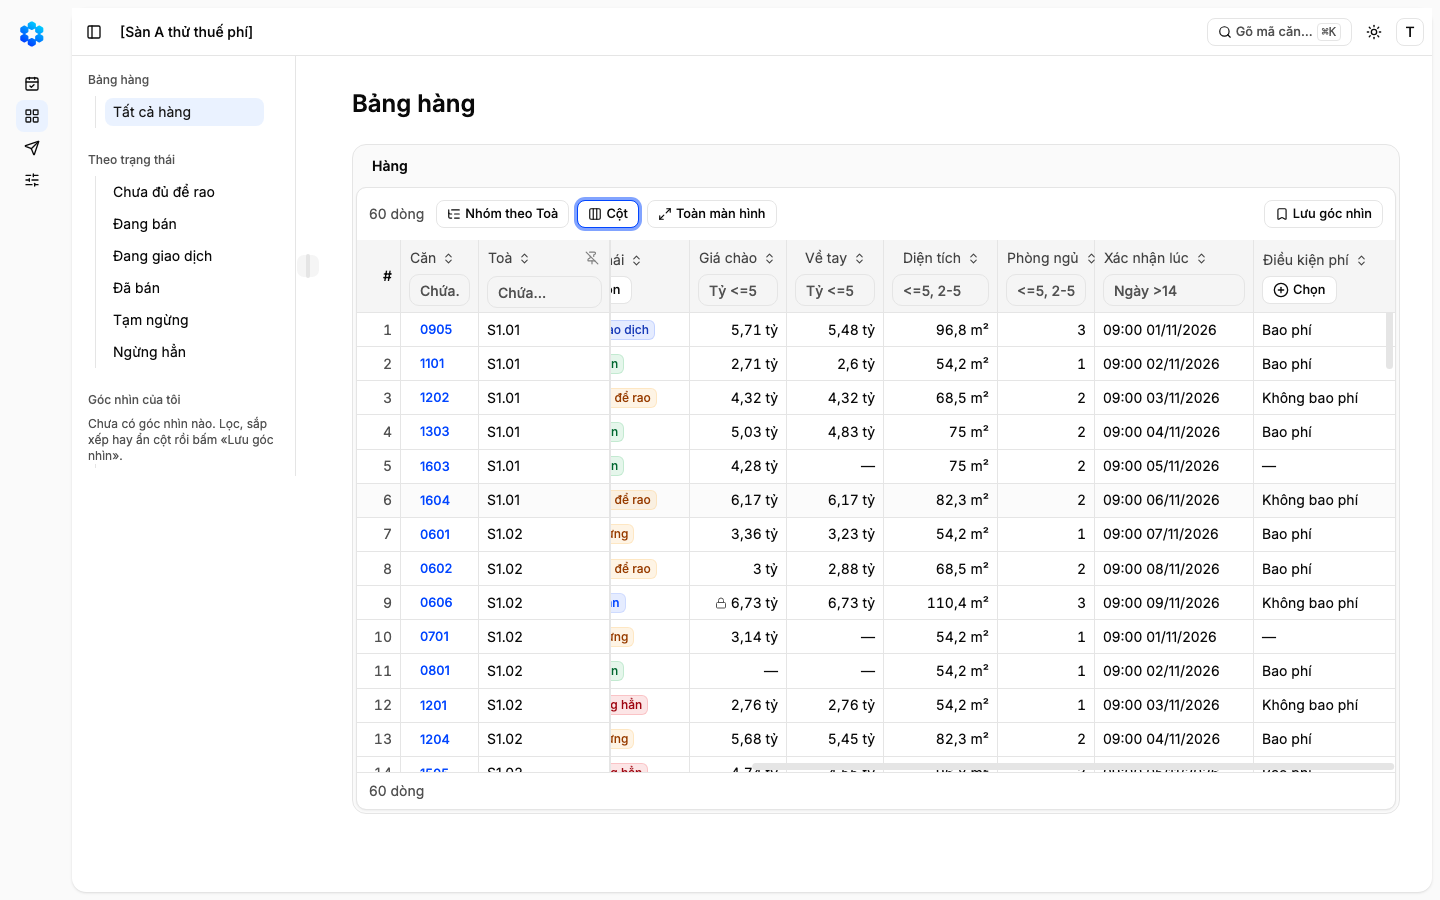 [Sàn A thử thuế phí]
Gõ mã căn... ⌘K
T
Bảng hàng
Tất cả hàng
Theo trạng thái
Chưa đủ để rao
Đang bán
Đang giao dịch
Đã bán
Tạm ngừng
Ngừng hẳn
Góc nhìn của tôi
Chưa có góc nhìn nào. Lọc, sắp
xếp hay ẩn cột rồi bấm «Lưu góc
nhìn».
Bảng hàng
Hàng
60 dòng Nhóm theo Toà Cột Toàn màn hình Lưu góc nhìn
# Căn Toà Giá chào Về tay Diện tích Phòng ngủ Xác nhận lúc Điều kiện phí
Chứa. Chứa... Tỷ <=5 Tỷ <=5 <=5, 2-5 <=5, 2-5 Ngày >14 Chọn
1 0905 S1.01 dịch 5,71 tỷ 5,48 tỷ 96,8 m² 3 09:00 01/11/2026 Bao phí
2 1101 S1.01 2,71 tỷ 2,6 tỷ 54,2 m² 1 09:00 02/11/2026 Bao phí
3 1202 S1.01 để rao 4,32 tỷ 4,32 tỷ 68,5 m² 2 09:00 03/11/2026 Không bao phí
4 1303 S1.01 5,03 tỷ 4,83 tỷ 75 m² 2 09:00 04/11/2026 Bao phí
5 1603 S1.01 4,28 tỷ — 75 m² 2 09:00 05/11/2026 —
6 1604 S1.01 để rao 6,17 tỷ 6,17 tỷ 82,3 m² 2 09:00 06/11/2026 Không bao phí
7 0601 S1.02 3,36 tỷ 3,23 tỷ 54,2 m² 1 09:00 07/11/2026 Bao phí
8 0602 S1.02 để rao 3 tỷ 2,88 tỷ 68,5 m² 2 09:00 08/11/2026 Bao phí
9 0606 S1.02 6,73 tỷ 6,73 tỷ 110,4 m² 3 09:00 09/11/2026 Không bao phí
10 0701 S1.02 3,14 tỷ — 54,2 m² 1 09:00 01/11/2026 —
11 0801 S1.02 — — 54,2 m² 1 09:00 02/11/2026 Bao phí
12 1201 S1.02 hẳn 2,76 tỷ 2,76 tỷ 54,2 m² 1 09:00 03/11/2026 Không bao phí
13 1204 S1.02 5,68 tỷ 5,45 tỷ 82,3 m² 2 09:00 04/11/2026 Bao phí
60 dòng